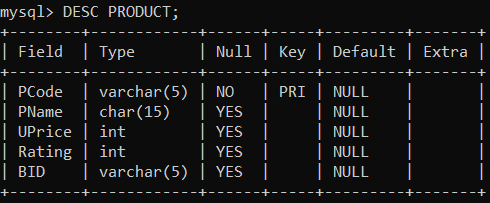 mysql> DESC PRODUCT;
+--------+------------+------+-----+---------+-------+
| Field  | Type       | Null | Key | Default | Extra |
+--------+------------+------+-----+---------+-------+
| PCode  | varchar(5) | NO   | PRI | NULL    |       |
| PName  | char(15)   | YES  |     | NULL    |       |
| UPrice | int        | YES  |     | NULL    |       |
| Rating | int        | YES  |     | NULL    |       |
| BID    | varchar(5) | YES  |     | NULL    |       |
+--------+------------+------+-----+---------+-------+